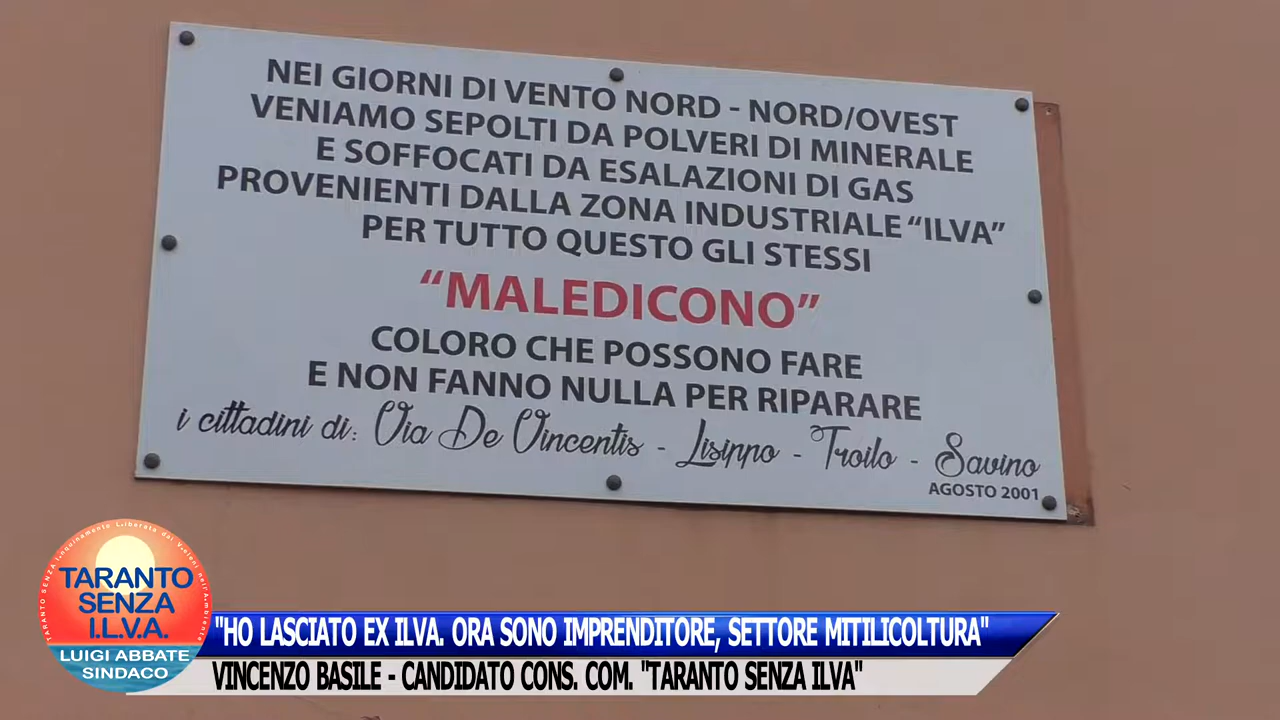 NEI GIORNI DI VENTO NORD - NORD/OVEST
VENIAMO SEPOLTI DA POLVERI DI MINERALE
E SOFFOCATI DA ESALAZIONI DI GAS
PROVENIENTI DALLA ZONA INDUSTRIALE "ILVA"
PER TUTTO QUESTO GLI STESSI
"MALEDICONO"
COLORO CHE POSSONO FARE
E NON FANNO NULLA PER RIPARARE
i cittadini di: Via De Vincentis - Lisippo - Troilo - Savino
AGOSTO 2001
TARANTO
SENZA
I.L.V.A.
LUIGI ABBATE
SINDACO
"HO LASCIATO EX ILVA. ORA SONO IMPRENDITORE, SETTORE MITILICOLTURA"
VINCENZO BASILE - CANDIDATO CONS. COM. "TARANTO SENZA ILVA"